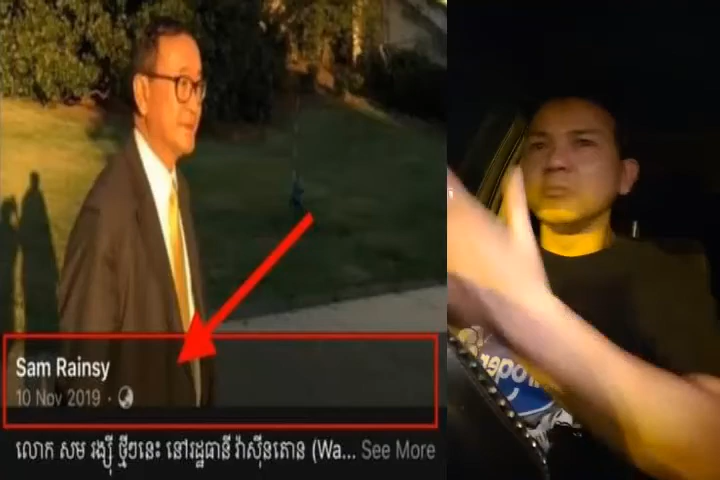 Sam Rainsy
10 Nov 2019 ·
លោក សម រង្ស៊ី ថ្មីៗនេះ នៅរដ្ឋធានី វ៉ាស៊ីនតោន (Wa... See More